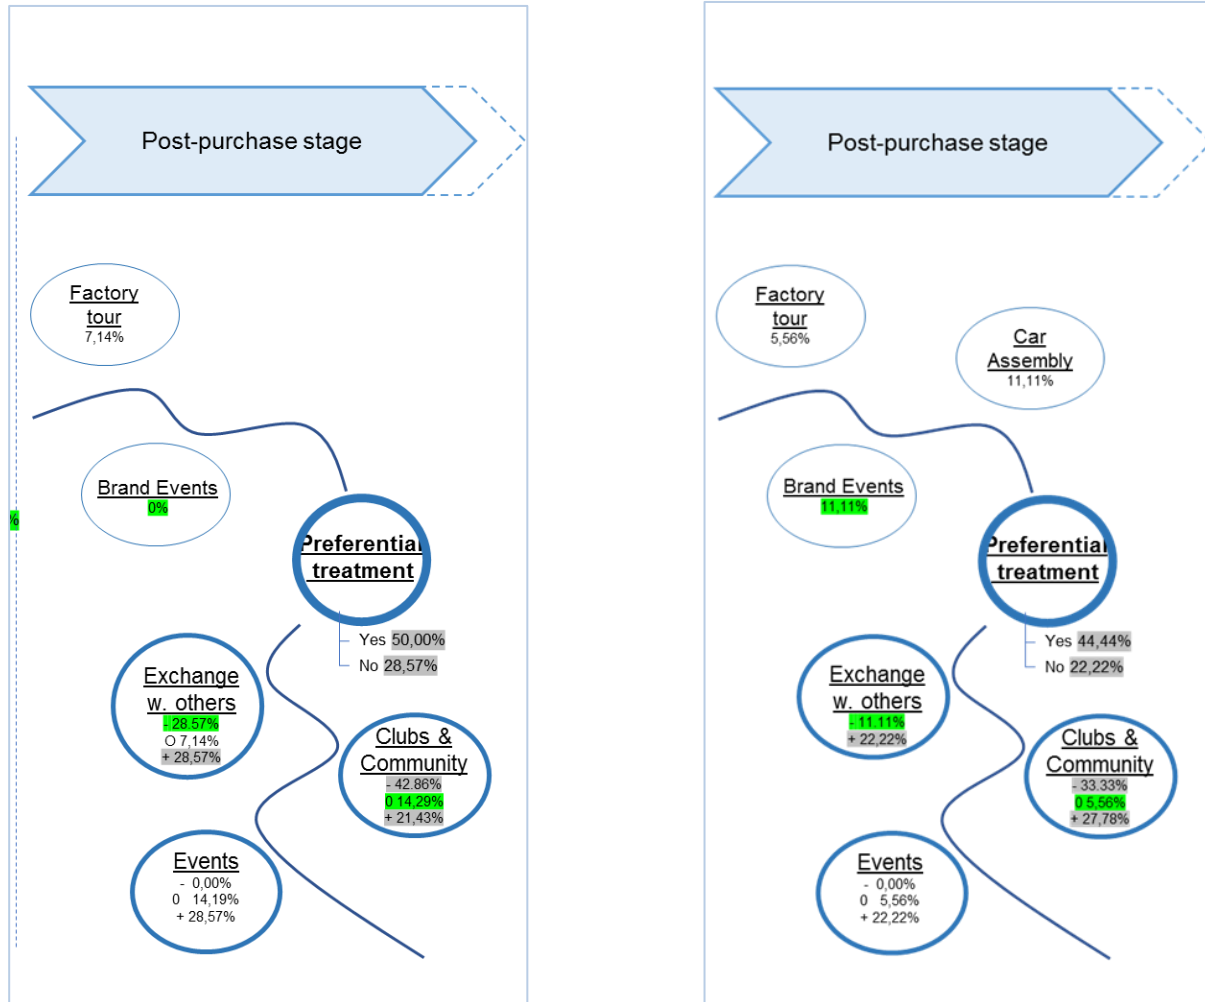 Post-purchase stage
Factory
tour
7,14%
Brand Events
0%
%
Preferential
treatment
Yes 50,00%
No 28,57%
Exchange
w. others
- 28.57%
O 7,14%
+ 28,57%
Clubs &
Community
- 42.86%
0 14,29%
+ 21,43%
Events
- 0,00%
0 14,19%
+ 28,57%
Post-purchase stage
Factory
tour
5,56%
Car
Assembly
11,11%
Brand Events
11,11%
Preferential
treatment
Yes 44,44%
No 22,22%
Exchange
w. others
- 11.11%
+ 22,22%
Clubs &
Community
- 33.33%
0 5,56%
+ 27,78%
Events
- 0,00%
0 5,56%
+ 22,22%